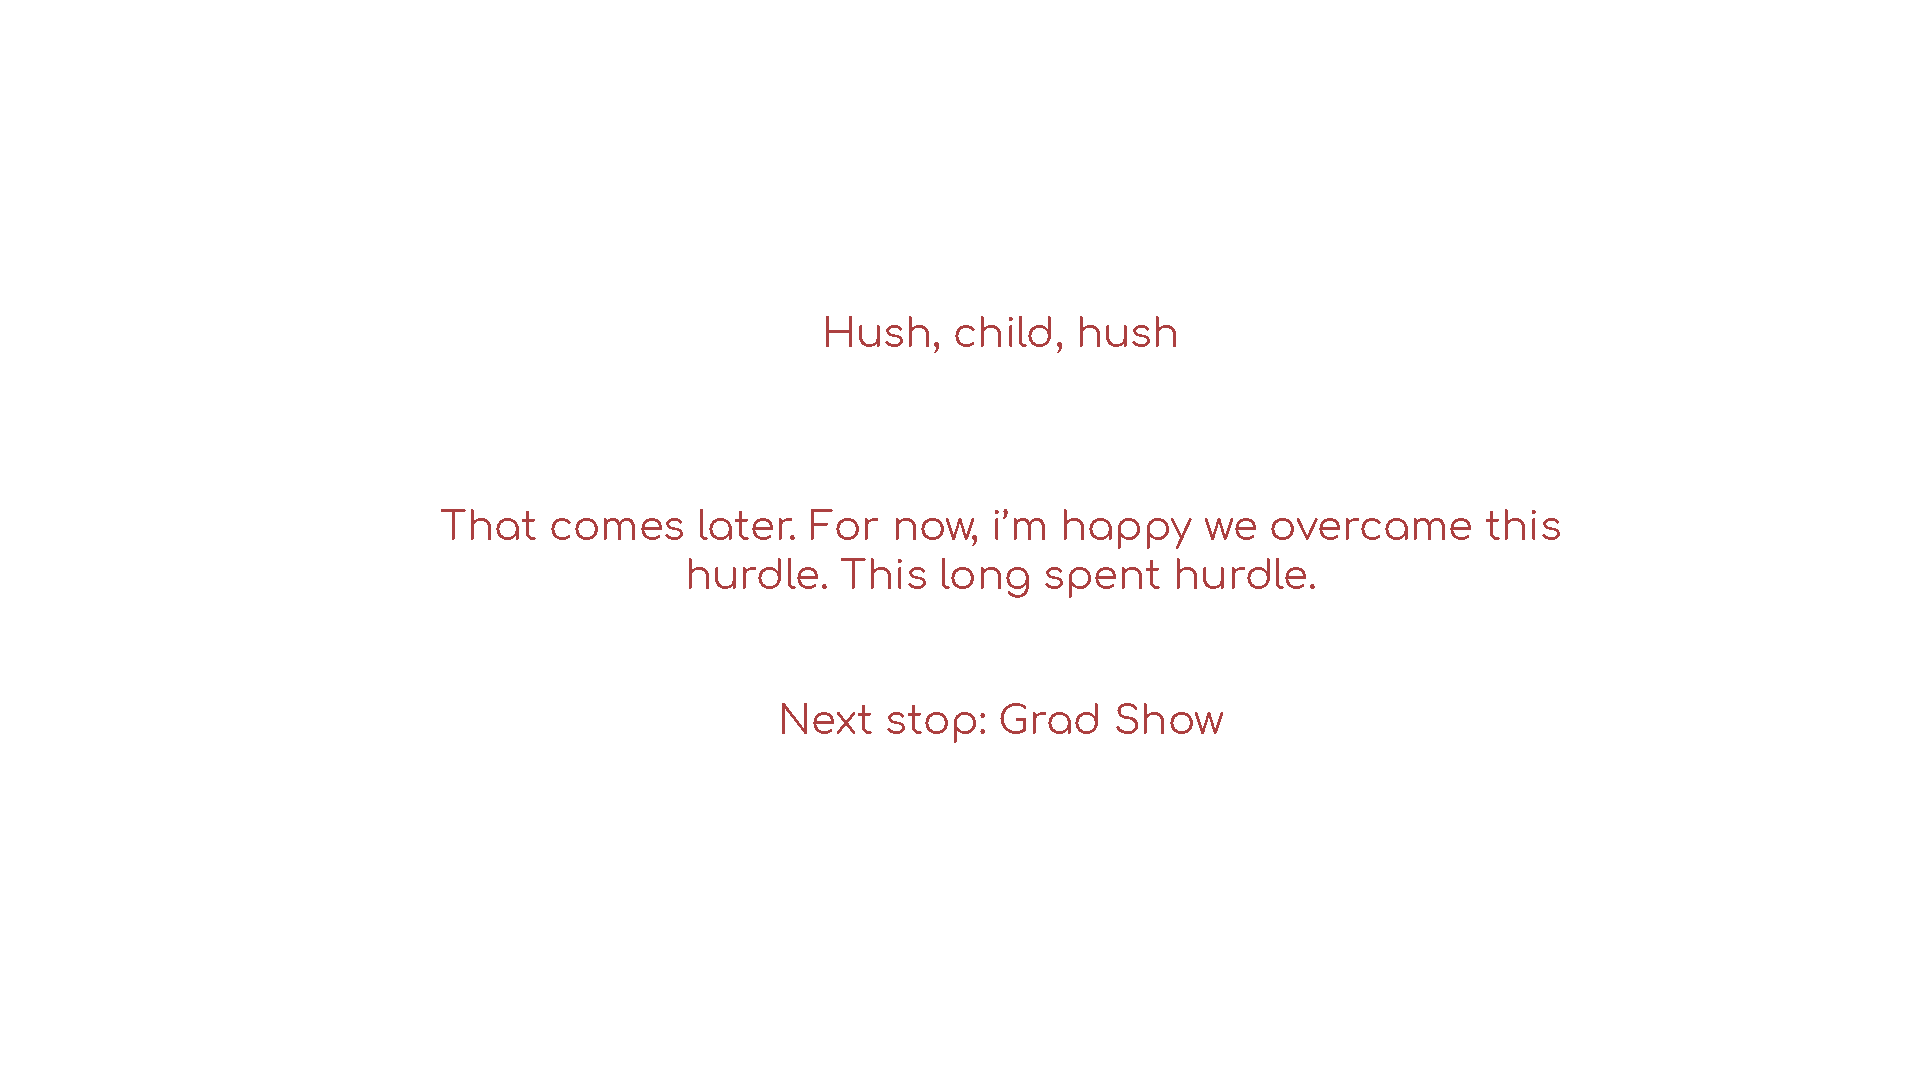 Hush, child, hush
That comes later. For now, i’m happy we overcame this
hurdle. This long spent hurdle.
Next stop: Grad Show